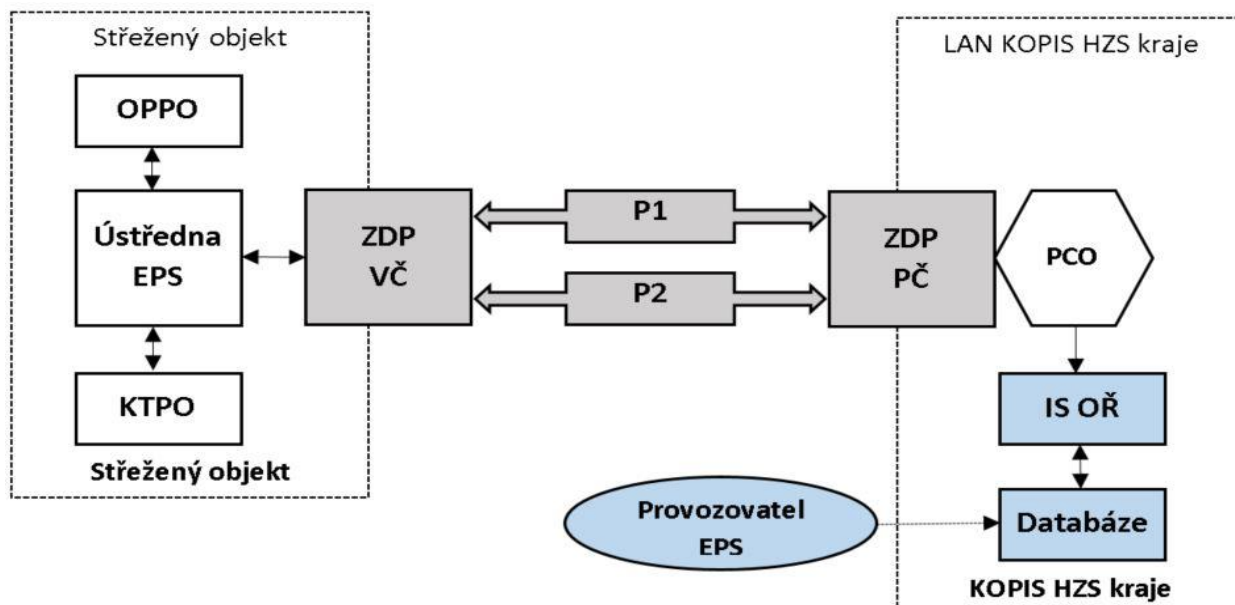 Střežený objekt
OPPO
Ústředna
EPS
KTPO
Střežený objekt
ZDP
VČ
P1
P2
LAN KOPIS HZS kraje
ZDP
PČ
PCO
IS OŘ
Databáze
KOPIS HZS kraje
Provozovatel
EPS